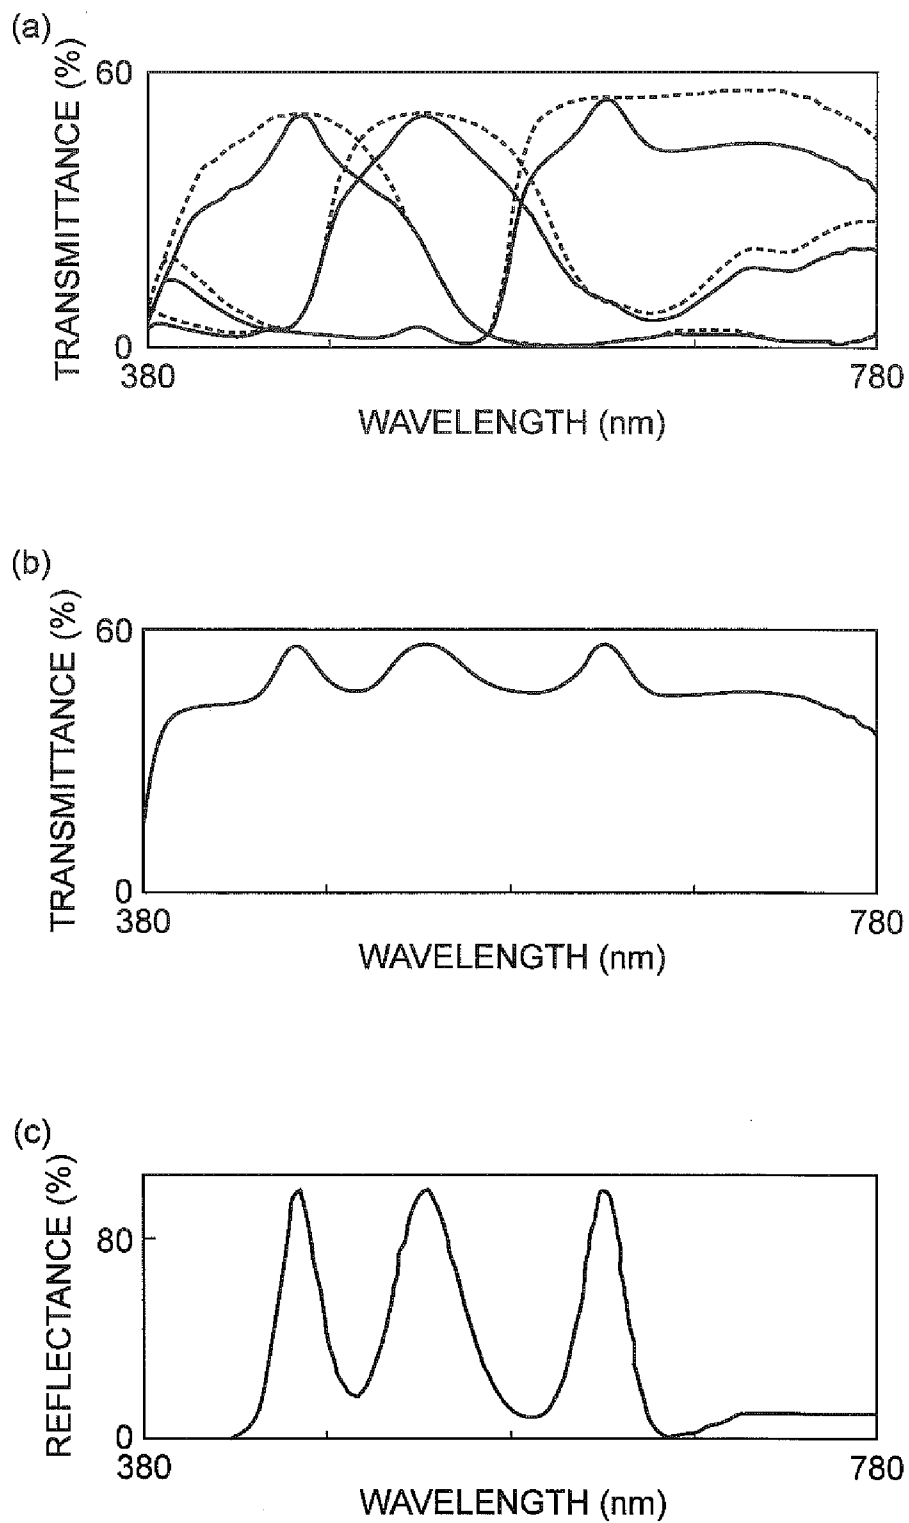 (a)
TRANSMITTANCE (%)
60
0
380
780
WAVELENGTH (nm)
(b)
TRANSMITTANCE (%)
60
0
380
780
WAVELENGTH (nm)
(c)
REFLECTANCE (%)
80
0
380
780
WAVELENGTH (nm)